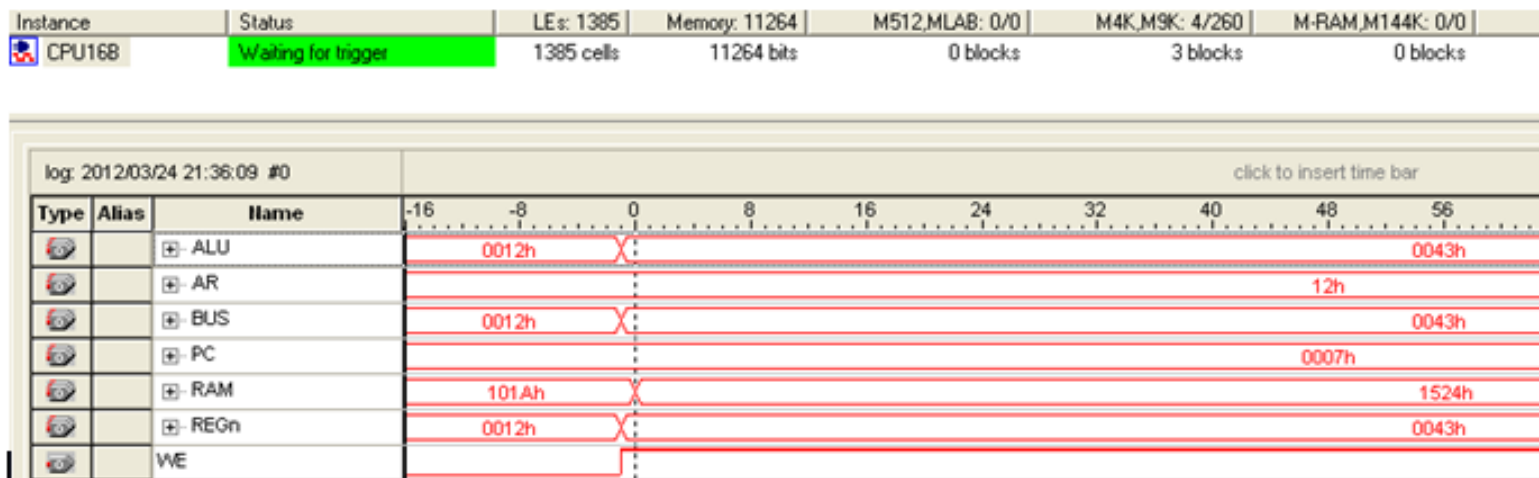 Instance Status LEs: 1385 Memory: 11264 M512,MLAB: 0/0 M4K,M9K: 4/260 M-RAM,M144K: 0/0
CPU16B Waiting for trigger 1385 cells 11264 bits 0 blocks 3 blocks 0 blocks
log: 2012/03/24 21:36:09 #0 click to insert time bar
Type Alias Name -16 -8 0 8 16 24 32 40 48 56
ALU 0012h 0043h
AR 12h
BUS 0012h 0043h
PC 0007h
RAM 101Ah 1524h
REGn 0012h 0043h
WE